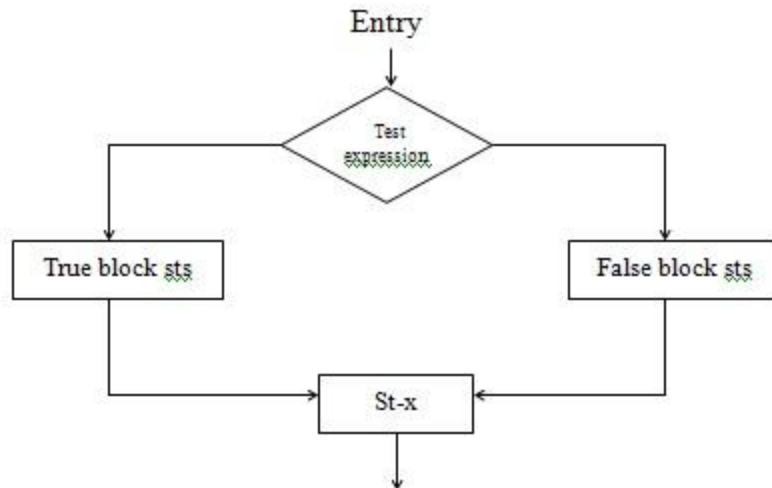 Entry
Test
expression
True block sts
False block sts
St-x